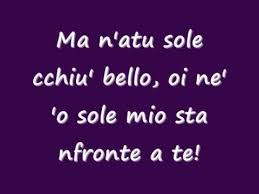 Ma n'atu sole
cchiu' bello, oi ne'
'o sole mio sta
nfronte a te!